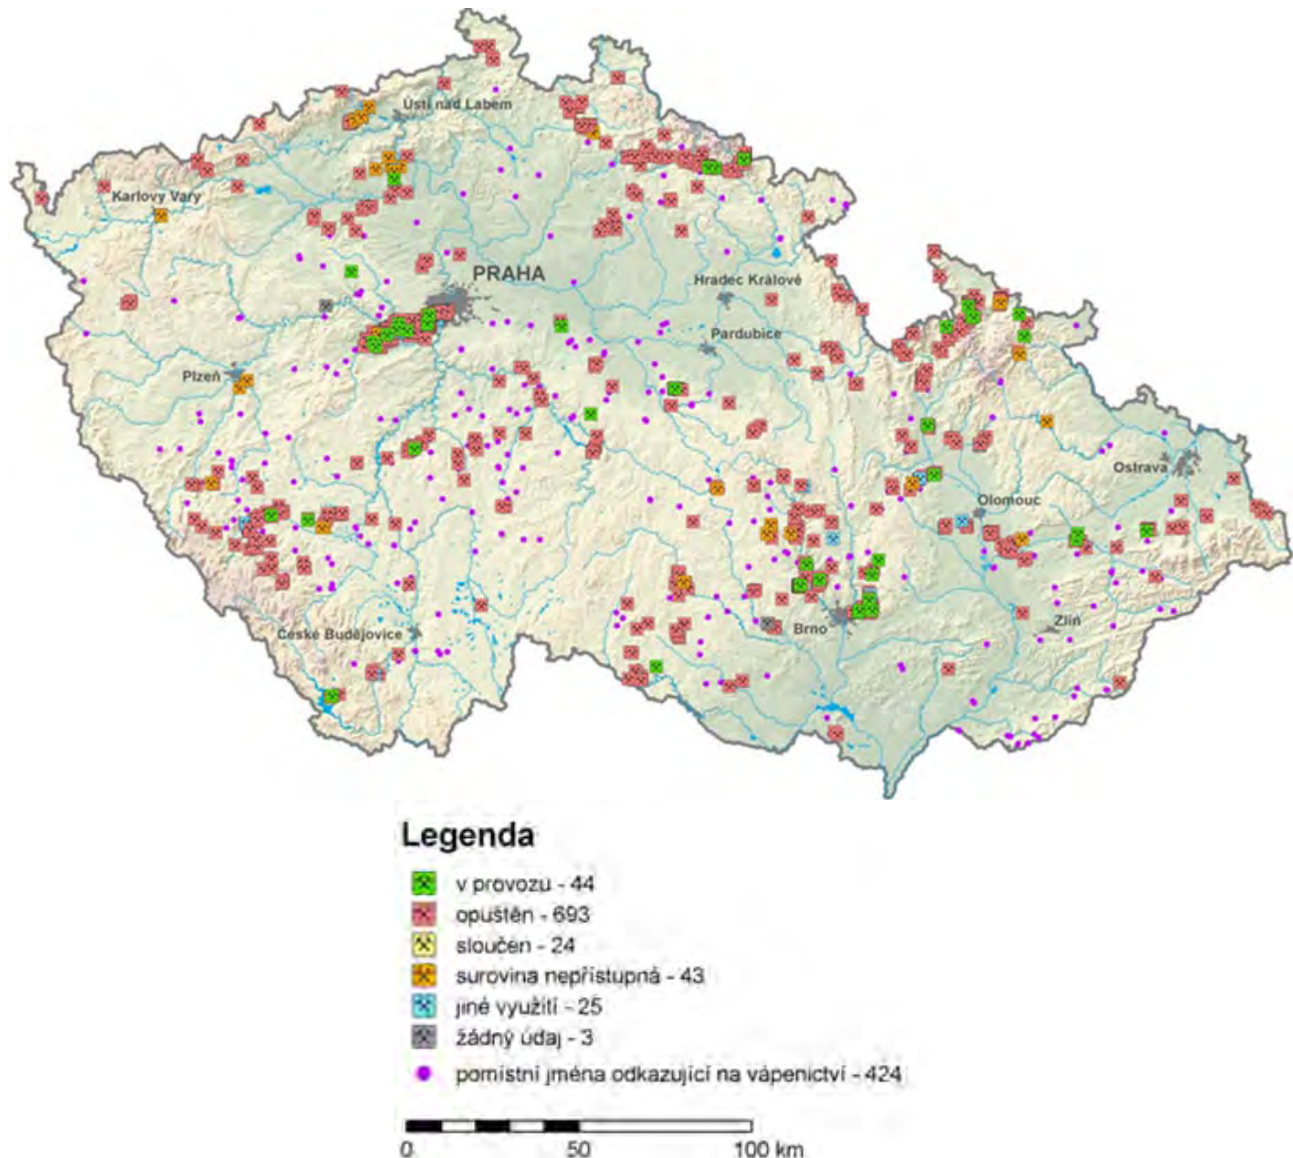 Ústí nad Labem
Karlovy Vary
PRAHA
Hradec Králové
Pardubice
Plzeň
Ostrava
Olomouc
České Budějovice
Brno
Zlín
Legenda
v provozu - 44
opuštěn - 693
sloučen - 24
surovina nepřístupná - 43
jiné využití - 25
žádný údaj - 3
pomístní jména odkazující na vápenictví - 424
0 50 100 km